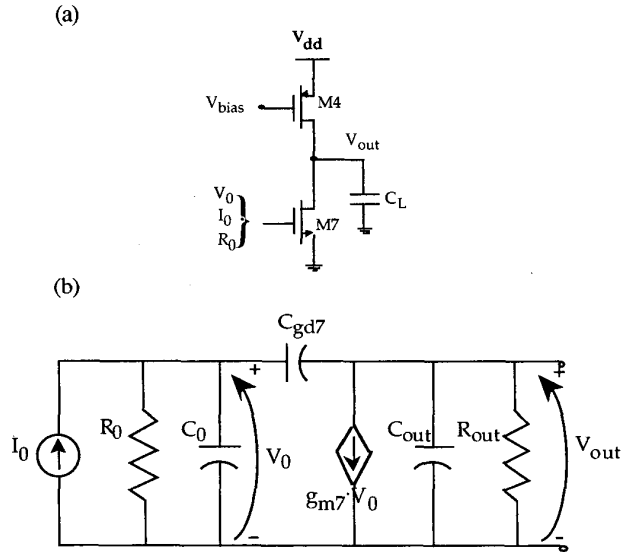 (a)
Vdd
Vbias
M4
Vout
V0
I0
R0
M7
CL
(b)
Cgd7
I0
R0
C0
+
V0
-
gm7·V0
Cout
Rout
+
Vout
-